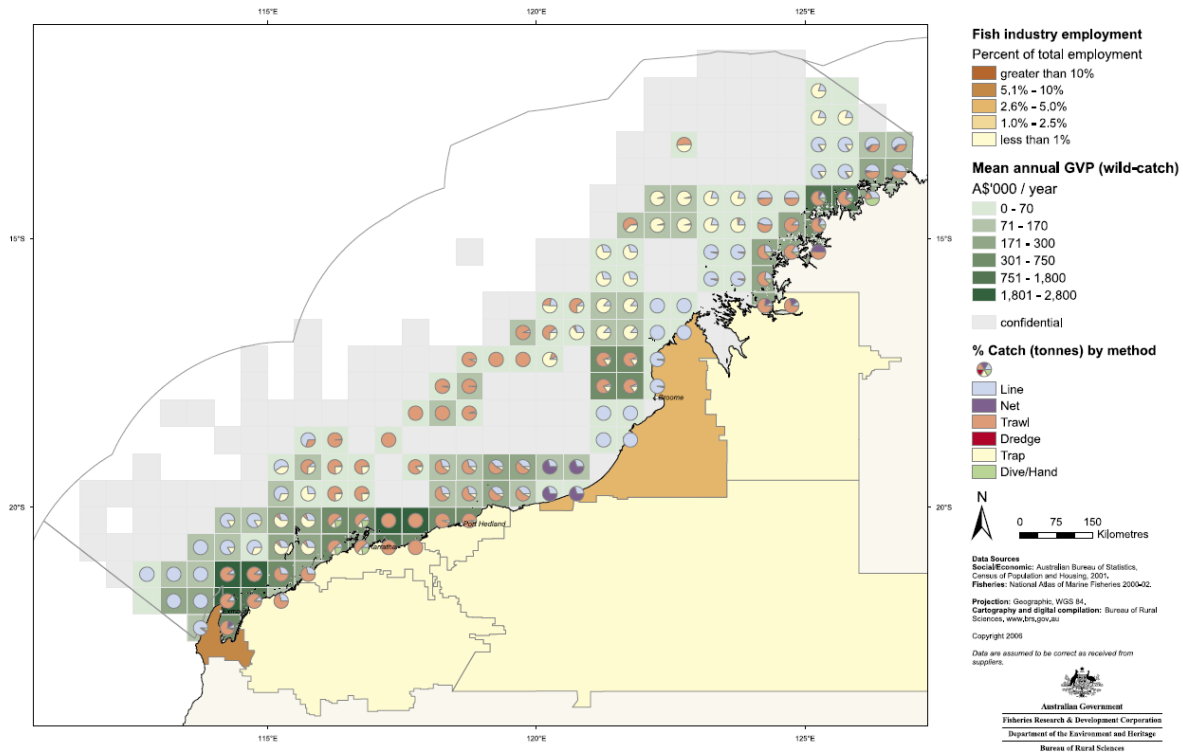 115°E 120°E 125°E
15°S 15°S
20°S 20°S
115°E 120°E 125°E
Broome
Port Hedland
Karratha
Fish industry employment
Percent of total employment
greater than 10%
5.1% - 10%
2.6% - 5.0%
1.0% - 2.5%
less than 1%
Mean annual GVP (wild-catch)
A$'000 / year
0 - 70
71 - 170
171 - 300
301 - 750
751 - 1,800
1,801 - 2,800
confidential
% Catch (tonnes) by method
Line
Net
Trawl
Dredge
Trap
Dive/Hand
N
0 75 150
Kilometres
Data Sources
Social/Economic: Australian Bureau of Statistics,
Census of Population and Housing, 2001.
Fisheries: National Atlas of Marine Fisheries 2000-02.
Projection: Geographic, WGS 84.
Cartography and digital compilation: Bureau of Rural
Sciences, www.brs.gov.au
Copyright 2006
Data are assumed to be correct as received from
suppliers.
Australian Government
Fisheries Research & Development Corporation
Department of the Environment and Heritage
Bureau of Rural Sciences